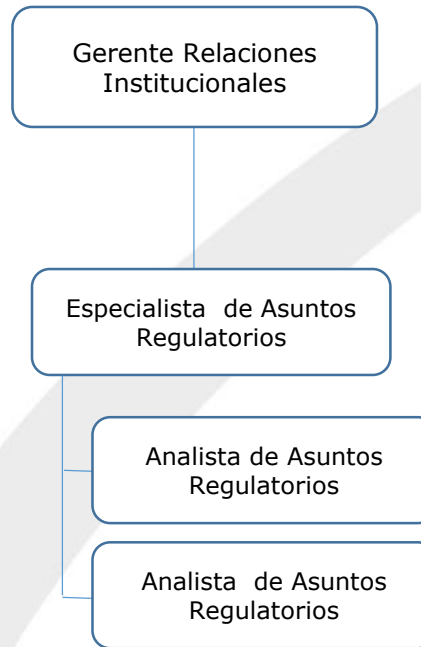 Gerente Relaciones
Institucionales
Especialista de Asuntos
Regulatorios
Analista de Asuntos
Regulatorios
Analista de Asuntos
Regulatorios